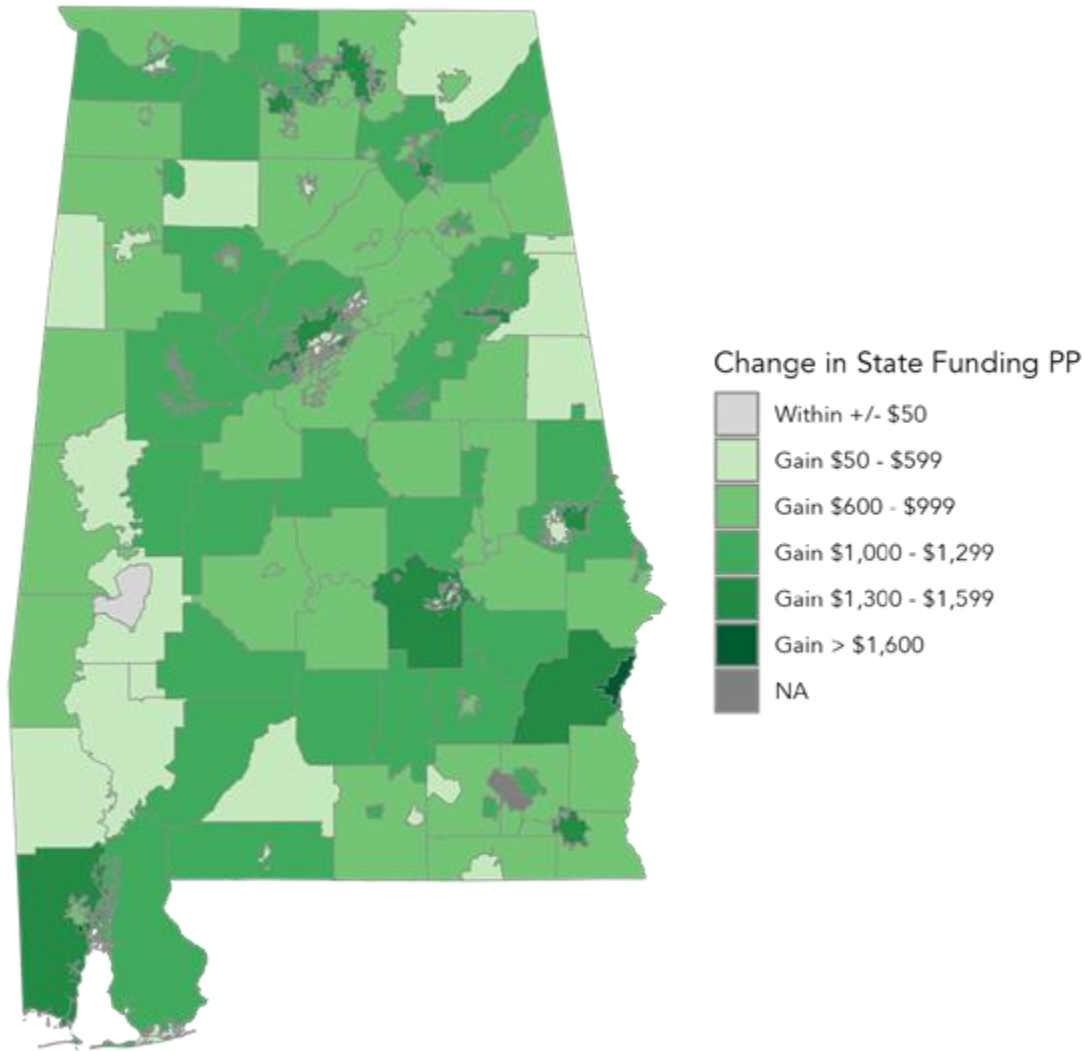 Change in State Funding PP
Within +/- $50
Gain $50 - $599
Gain $600 - $999
Gain $1,000 - $1,299
Gain $1,300 - $1,599
Gain > $1,600
NA